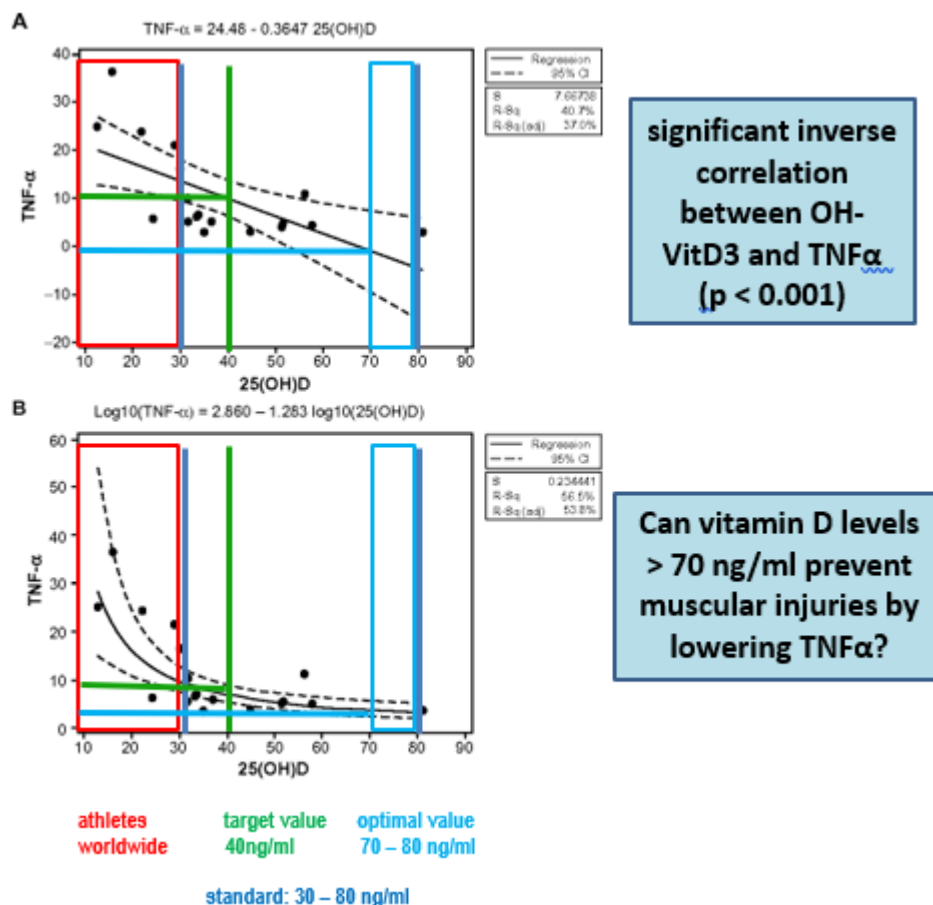 A
TNF-α = 24.48 - 0.3647 25(OH)D
40
30
20
10
0
−10
−20
TNF-α
10 20 30 40 50 60 70 80 90
25(OH)D
Regression
95% CI
S 7.66738
R-Sq 40.7%
R-Sq(adj) 37.0%
significant inverse
correlation
between OH-
VitD3 and TNFα
(p < 0.001)
B
Log10(TNF-α) = 2.860 − 1.283 log10(25(OH)D)
60
50
40
30
20
10
0
TNF-α
10 20 30 40 50 60 70 80 90
25(OH)D
Regression
95% CI
S 0.234441
R-Sq 56.5%
R-Sq(adj) 53.8%
Can vitamin D levels
> 70 ng/ml prevent
muscular injuries by
lowering TNFα?
athletes target value optimal value
worldwide 40ng/ml 70 – 80 ng/ml
standard: 30 – 80 ng/ml